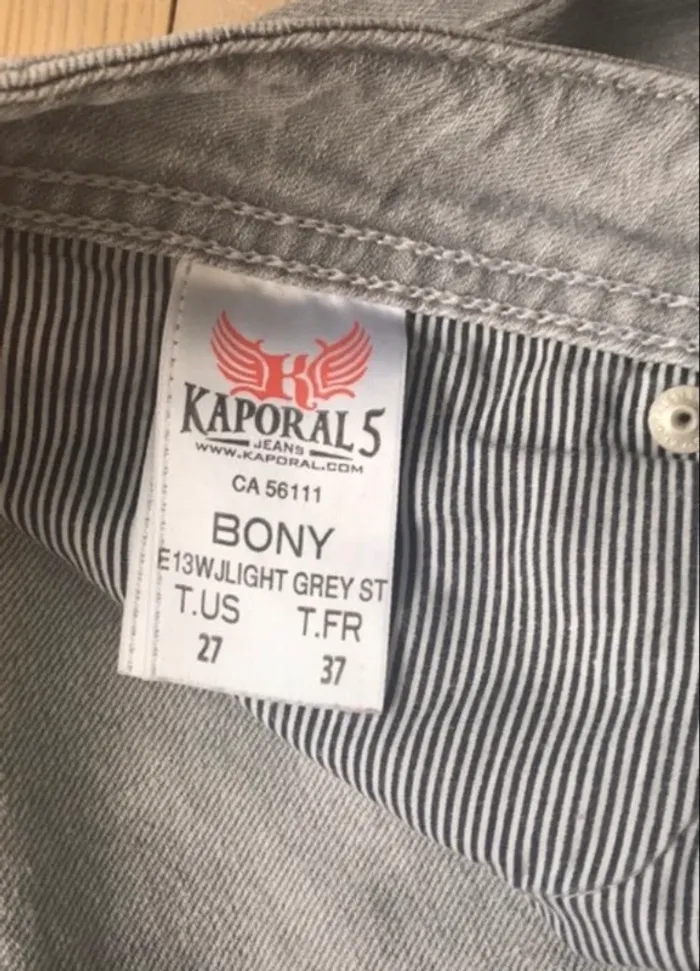 K
KAPORAL 5
JEANS
WWW.KAPORAL.COM
CA 56111
BONY
E13WJLIGHT GREY ST
T.US T.FR
27 37